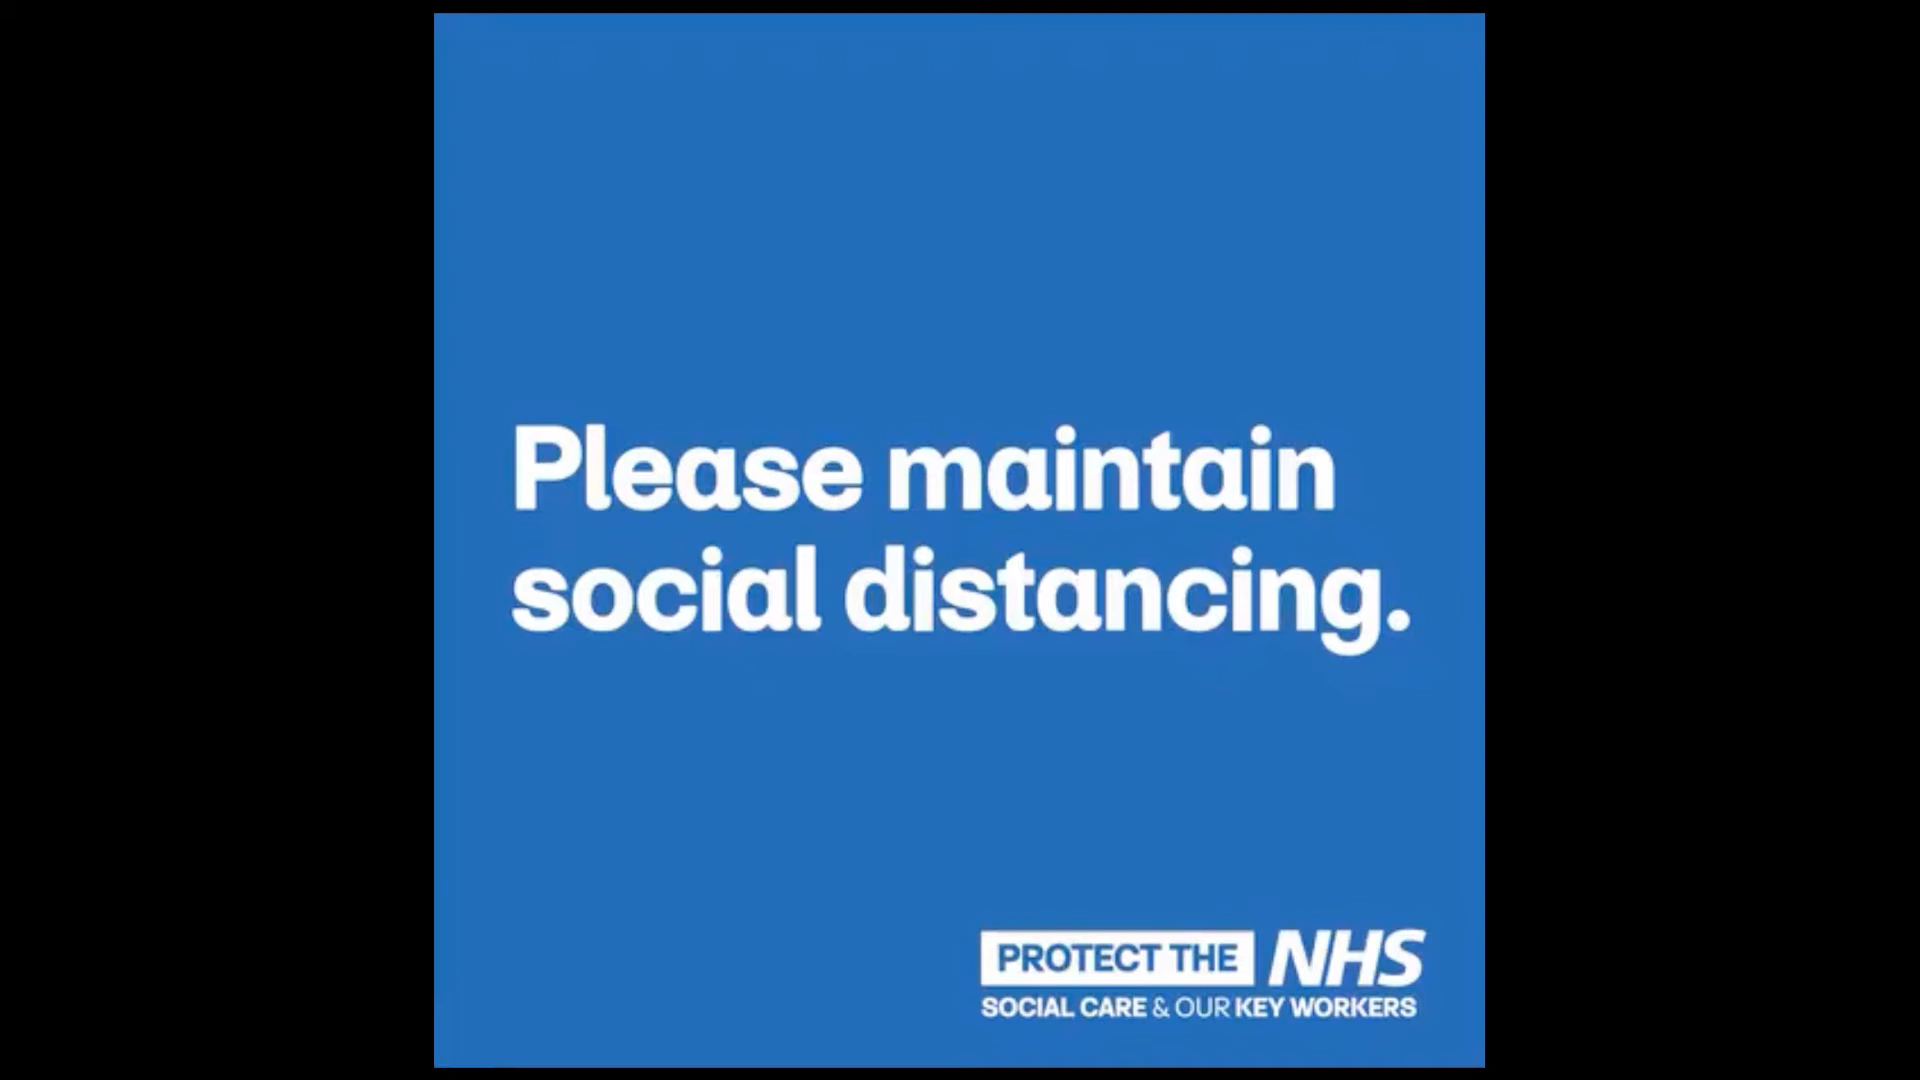 Please maintain
social distancing.
PROTECT THE NHS
SOCIAL CARE & OUR KEY WORKERS